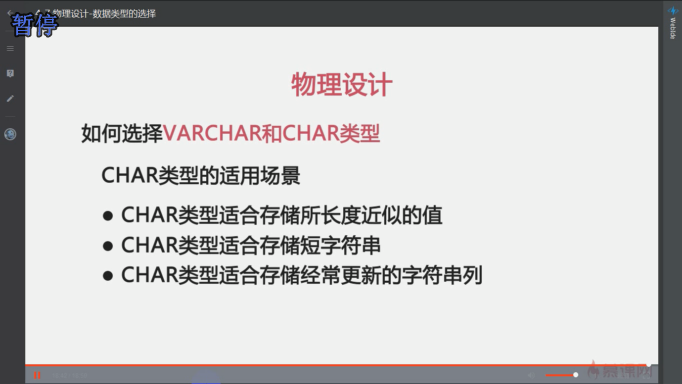 暂停
物理设计-数据类型的选择
Webide
物理设计
如何选择VARCHAR和CHAR类型
CHAR类型的适用场景
● CHAR类型适合存储所长度近似的值
● CHAR类型适合存储短字符串
● CHAR类型适合存储经常更新的字符串列
慕课网